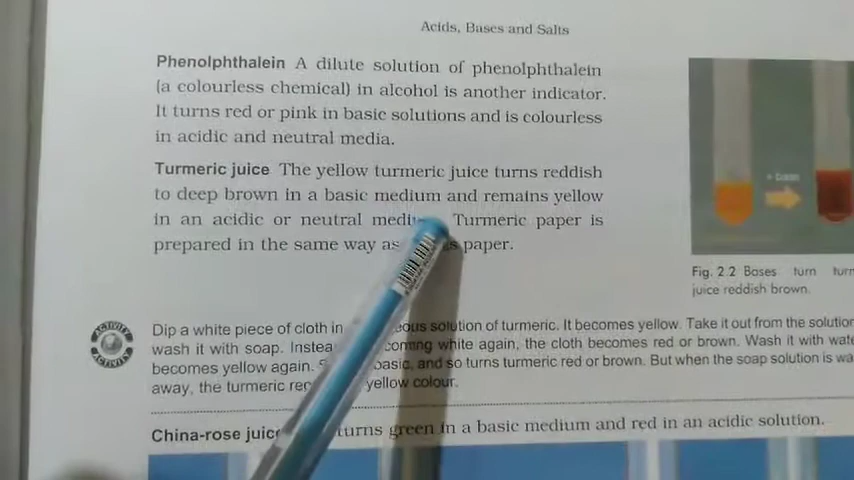 Acids, Bases and Salts
Phenolphthalein A dilute solution of phenolphthalein
(a colourless chemical) in alcohol is another indicator.
It turns red or pink in basic solutions and is colourless
in acidic and neutral media.
Turmeric juice The yellow turmeric juice turns reddish
to deep brown in a basic medium and remains yellow
in an acidic or neutral Turmeric paper is
prepared in the same way as paper.
+ base
Fig. 2.2 Bases turn
juice reddish brown.
ACTIVITY
ACTIVITY
Dip a white piece of cloth in solution of turmeric. It becomes yellow. Take it out from the solution
wash it with soap. becoming white again, the cloth becomes red or brown. Wash it with
becomes yellow again. basic, and so turns turmeric red or brown. But when the soap solution is
away, the turmeric yellow colour.
China-rose juice turns green in a basic medium and red in an acidic solution.